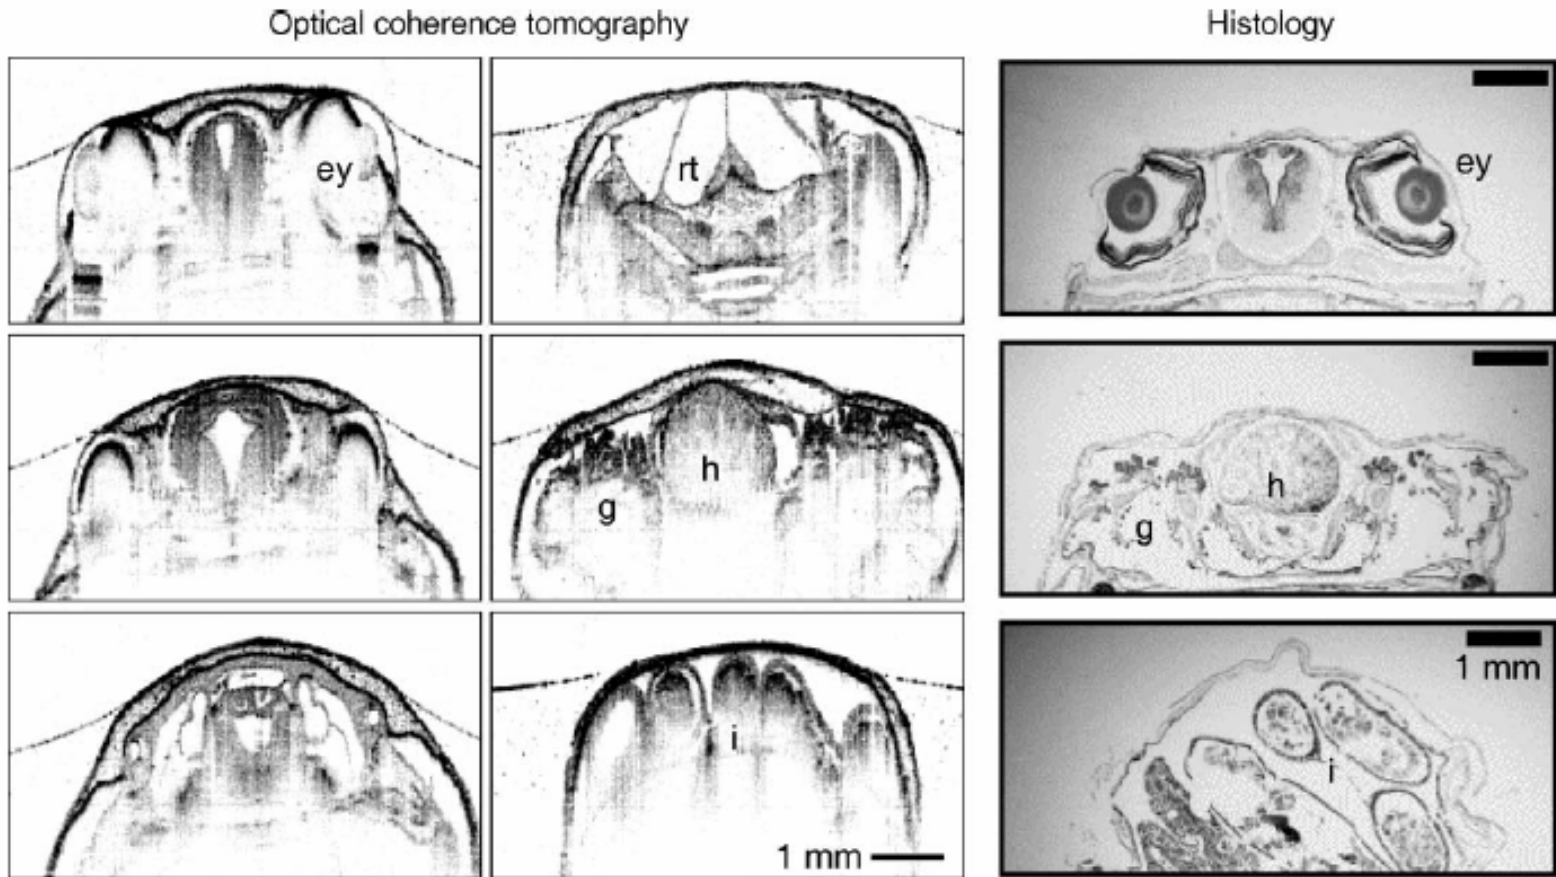 Optical coherence tomography
Histology
ey
rt
ey
g
h
g
h
i
1 mm
1 mm
i